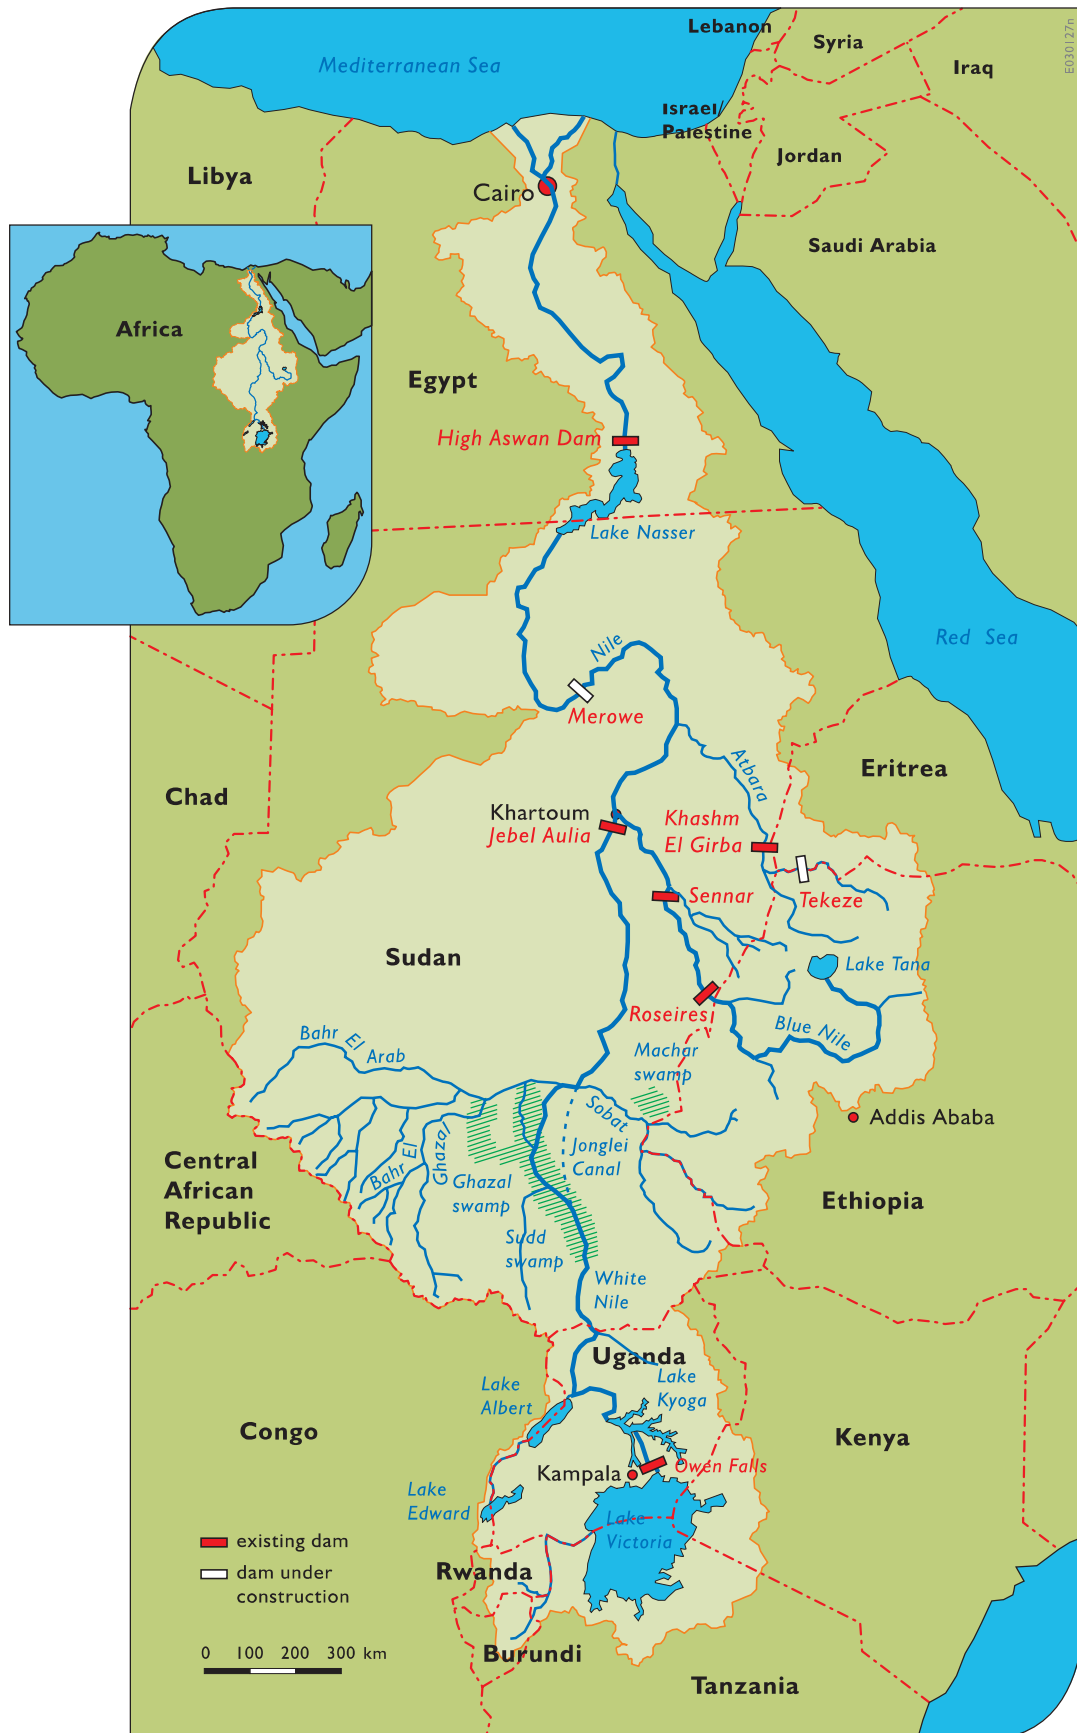 Lebanon
Syria
Iraq
E030127n
Mediterranean Sea
Israel/
Palestine
Jordan
Libya
Cairo
Saudi Arabia
Africa
Egypt
High Aswan Dam
Lake Nasser
Red Sea
Nile
Merowe
Atbara
Eritrea
Chad
Khartoum
Jebel Aulia
Khashm
El Girba
Sennar
Tekeze
Sudan
Lake Tana
Roseires
Blue Nile
Bahr El Arab
Machar
swamp
Sobat
Addis Ababa
Jonglei
Canal
Bahr El Ghazal
Ghazal
swamp
Central
African
Republic
Ethiopia
Sudd
swamp
White
Nile
Uganda
Lake
Kyoga
Lake
Albert
Congo
Kenya
Owen Falls
Kampala
Lake
Edward
Lake
Victoria
existing dam
dam under
construction
Rwanda
0 100 200 300 km
Burundi
Tanzania